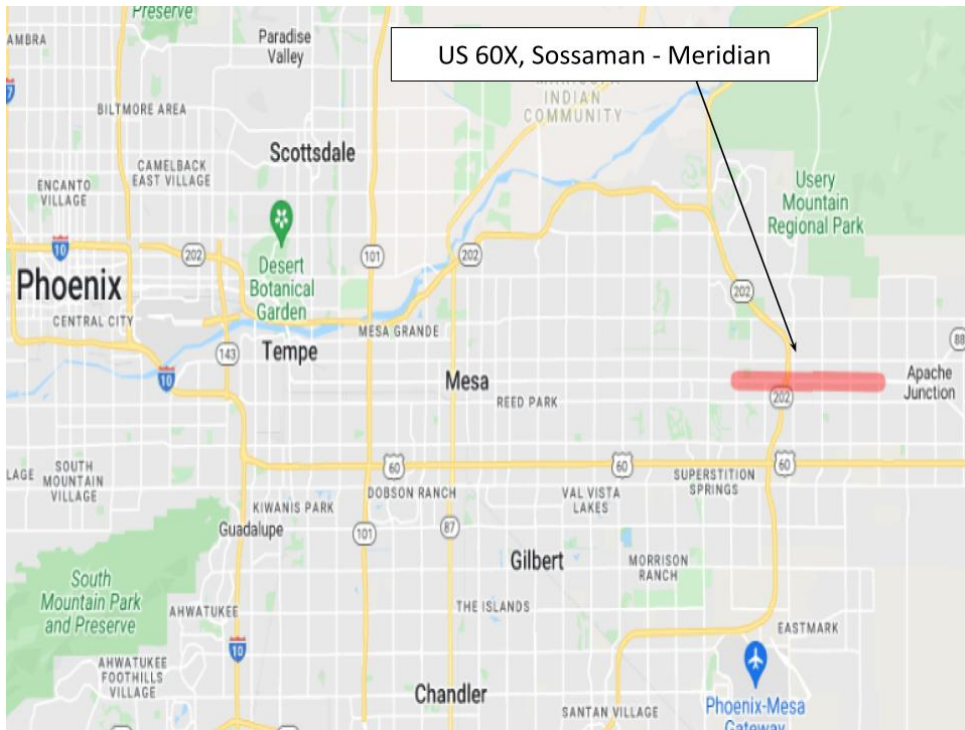 Preserve
AMBRA
Paradise
Valley
US 60X, Sossaman - Meridian
INDIAN
COMMUNITY
BILTMORE AREA
Scottsdale
CAMELBACK
EAST VILLAGE
ENCANTO
VILLAGE
Usery
Mountain
Regional Park
10
202
101
202
Phoenix
Desert
Botanical
Garden
202
CENTRAL CITY
MESA GRANDE
143
Tempe
88
10
Mesa
REED PARK
202
Apache
Junction
LAGE
SOUTH
MOUNTAIN
VILLAGE
60
60
SUPERSTITION
SPRINGS
60
DOBSON RANCH
VAL VISTA
LAKES
KIWANIS PARK
Guadalupe
101
87
Gilbert
MORRISON
RANCH
South
Mountain Park
and Preserve
AHWATUKEE
THE ISLANDS
EASTMARK
10
AHWATUKEE
FOOTHILLS
VILLAGE
Chandler
SANTAN VILLAGE
Phoenix-Mesa
Gateway